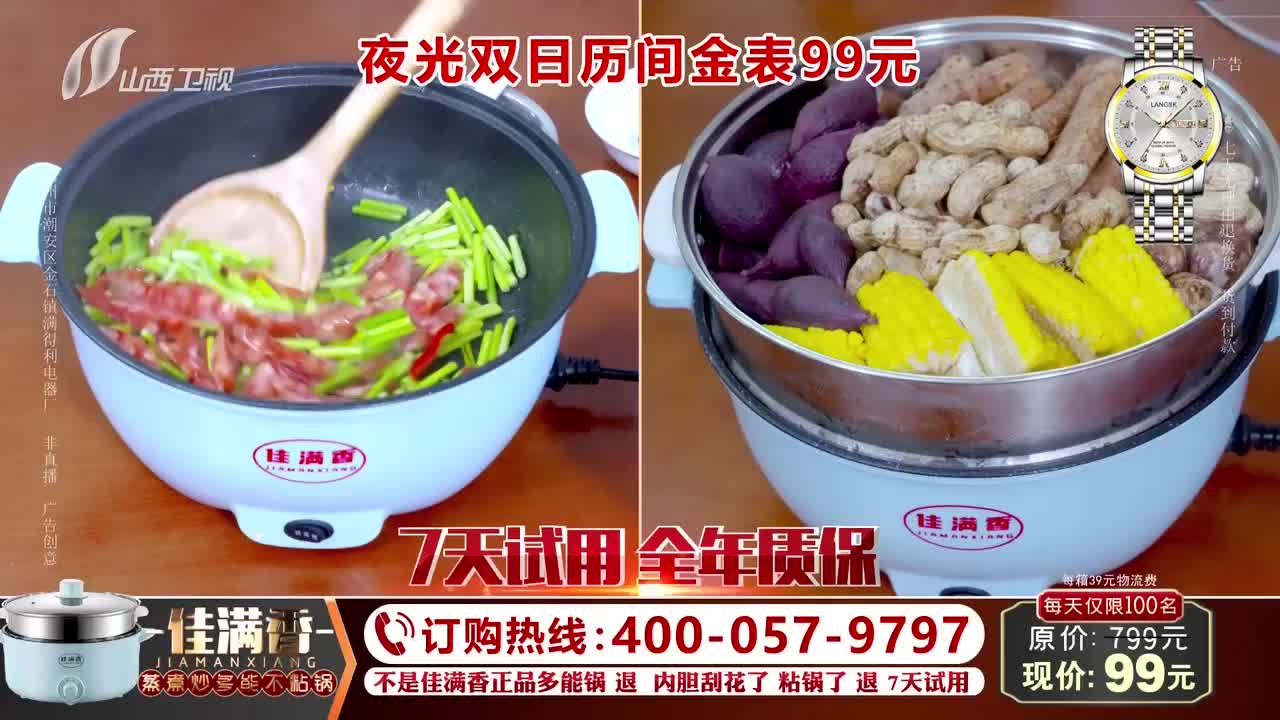 山西卫视
夜光双日历间金表99元
广告
LANGBK
市潮安区金石镇满得利电器厂 非直播 广告创意
由退换货 货到付款
佳满香
JIAMANXIANG
佳满香
JIAMANXIANG
7天试用 全年质保
佳满香
佳满香
JIAMANXIANG
蒸煮炒多能不粘锅
订购热线:400-057-9797
不是佳满香正品多能锅 退 内胆刮花了 粘锅了 退 7天试用
每箱39元物流费
每天仅限100名
原价: 799元
现价: 99元